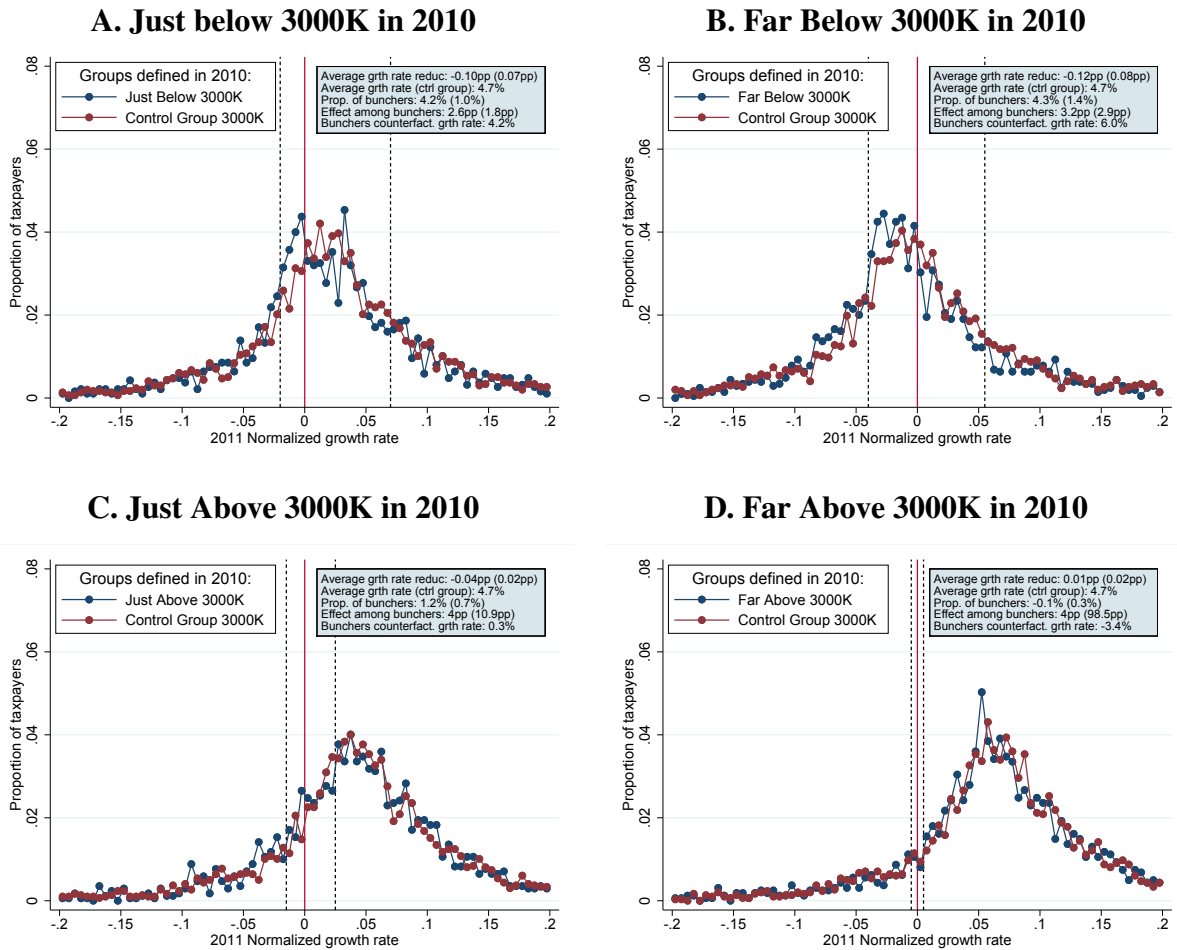 A. Just below 3000K in 2010
Proportion of taxpayers
0 .02 .04 .06 .08
Groups defined in 2010:
Just Below 3000K
Control Group 3000K
Average grth rate reduc: -0.10pp (0.07pp)
Average grth rate (ctrl group): 4.7%
Prop. of bunchers: 4.2% (1.0%)
Effect among bunchers: 2.6pp (1.8pp)
Bunchers counterfact. grth rate: 4.2%
-.2 -.15 -.1 -.05 0 .05 .1 .15 .2
2011 Normalized growth rate
B. Far Below 3000K in 2010
Proportion of taxpayers
0 .02 .04 .06 .08
Groups defined in 2010:
Far Below 3000K
Control Group 3000K
Average grth rate reduc: -0.12pp (0.08pp)
Average grth rate (ctrl group): 4.7%
Prop. of bunchers: 4.3% (1.4%)
Effect among bunchers: 3.2pp (2.9pp)
Bunchers counterfact. grth rate: 6.0%
-.2 -.15 -.1 -.05 0 .05 .1 .15 .2
2011 Normalized growth rate
C. Just Above 3000K in 2010
Proportion of taxpayers
0 .02 .04 .06 .08
Groups defined in 2010:
Just Above 3000K
Control Group 3000K
Average grth rate reduc: -0.04pp (0.02pp)
Average grth rate (ctrl group): 4.7%
Prop. of bunchers: 1.2% (0.7%)
Effect among bunchers: 4pp (10.9pp)
Bunchers counterfact. grth rate: 0.3%
-.2 -.15 -.1 -.05 0 .05 .1 .15 .2
2011 Normalized growth rate
D. Far Above 3000K in 2010
Proportion of taxpayers
0 .02 .04 .06 .08
Groups defined in 2010:
Far Above 3000K
Control Group 3000K
Average grth rate reduc: 0.01pp (0.02pp)
Average grth rate (ctrl group): 4.7%
Prop. of bunchers: -0.1% (0.3%)
Effect among bunchers: 4pp (98.5pp)
Bunchers counterfact. grth rate: -3.4%
-.2 -.15 -.1 -.05 0 .05 .1 .15 .2
2011 Normalized growth rate